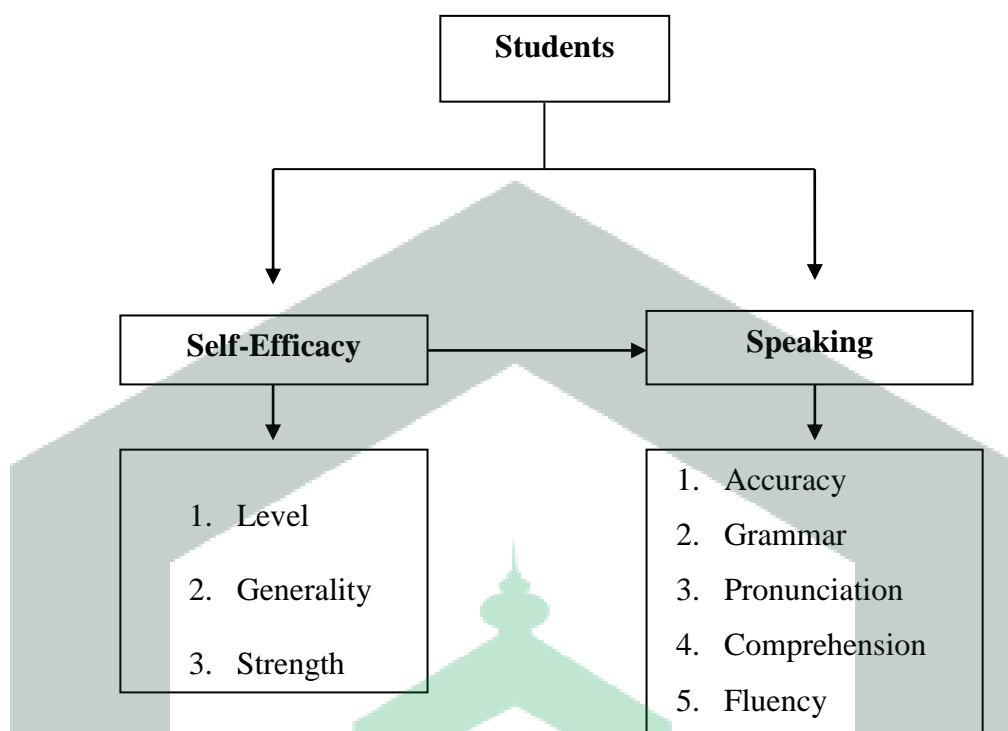 Students
Self-Efficacy
Speaking
1. Level
2. Generality
3. Strength
1. Accuracy
2. Grammar
3. Pronunciation
4. Comprehension
5. Fluency